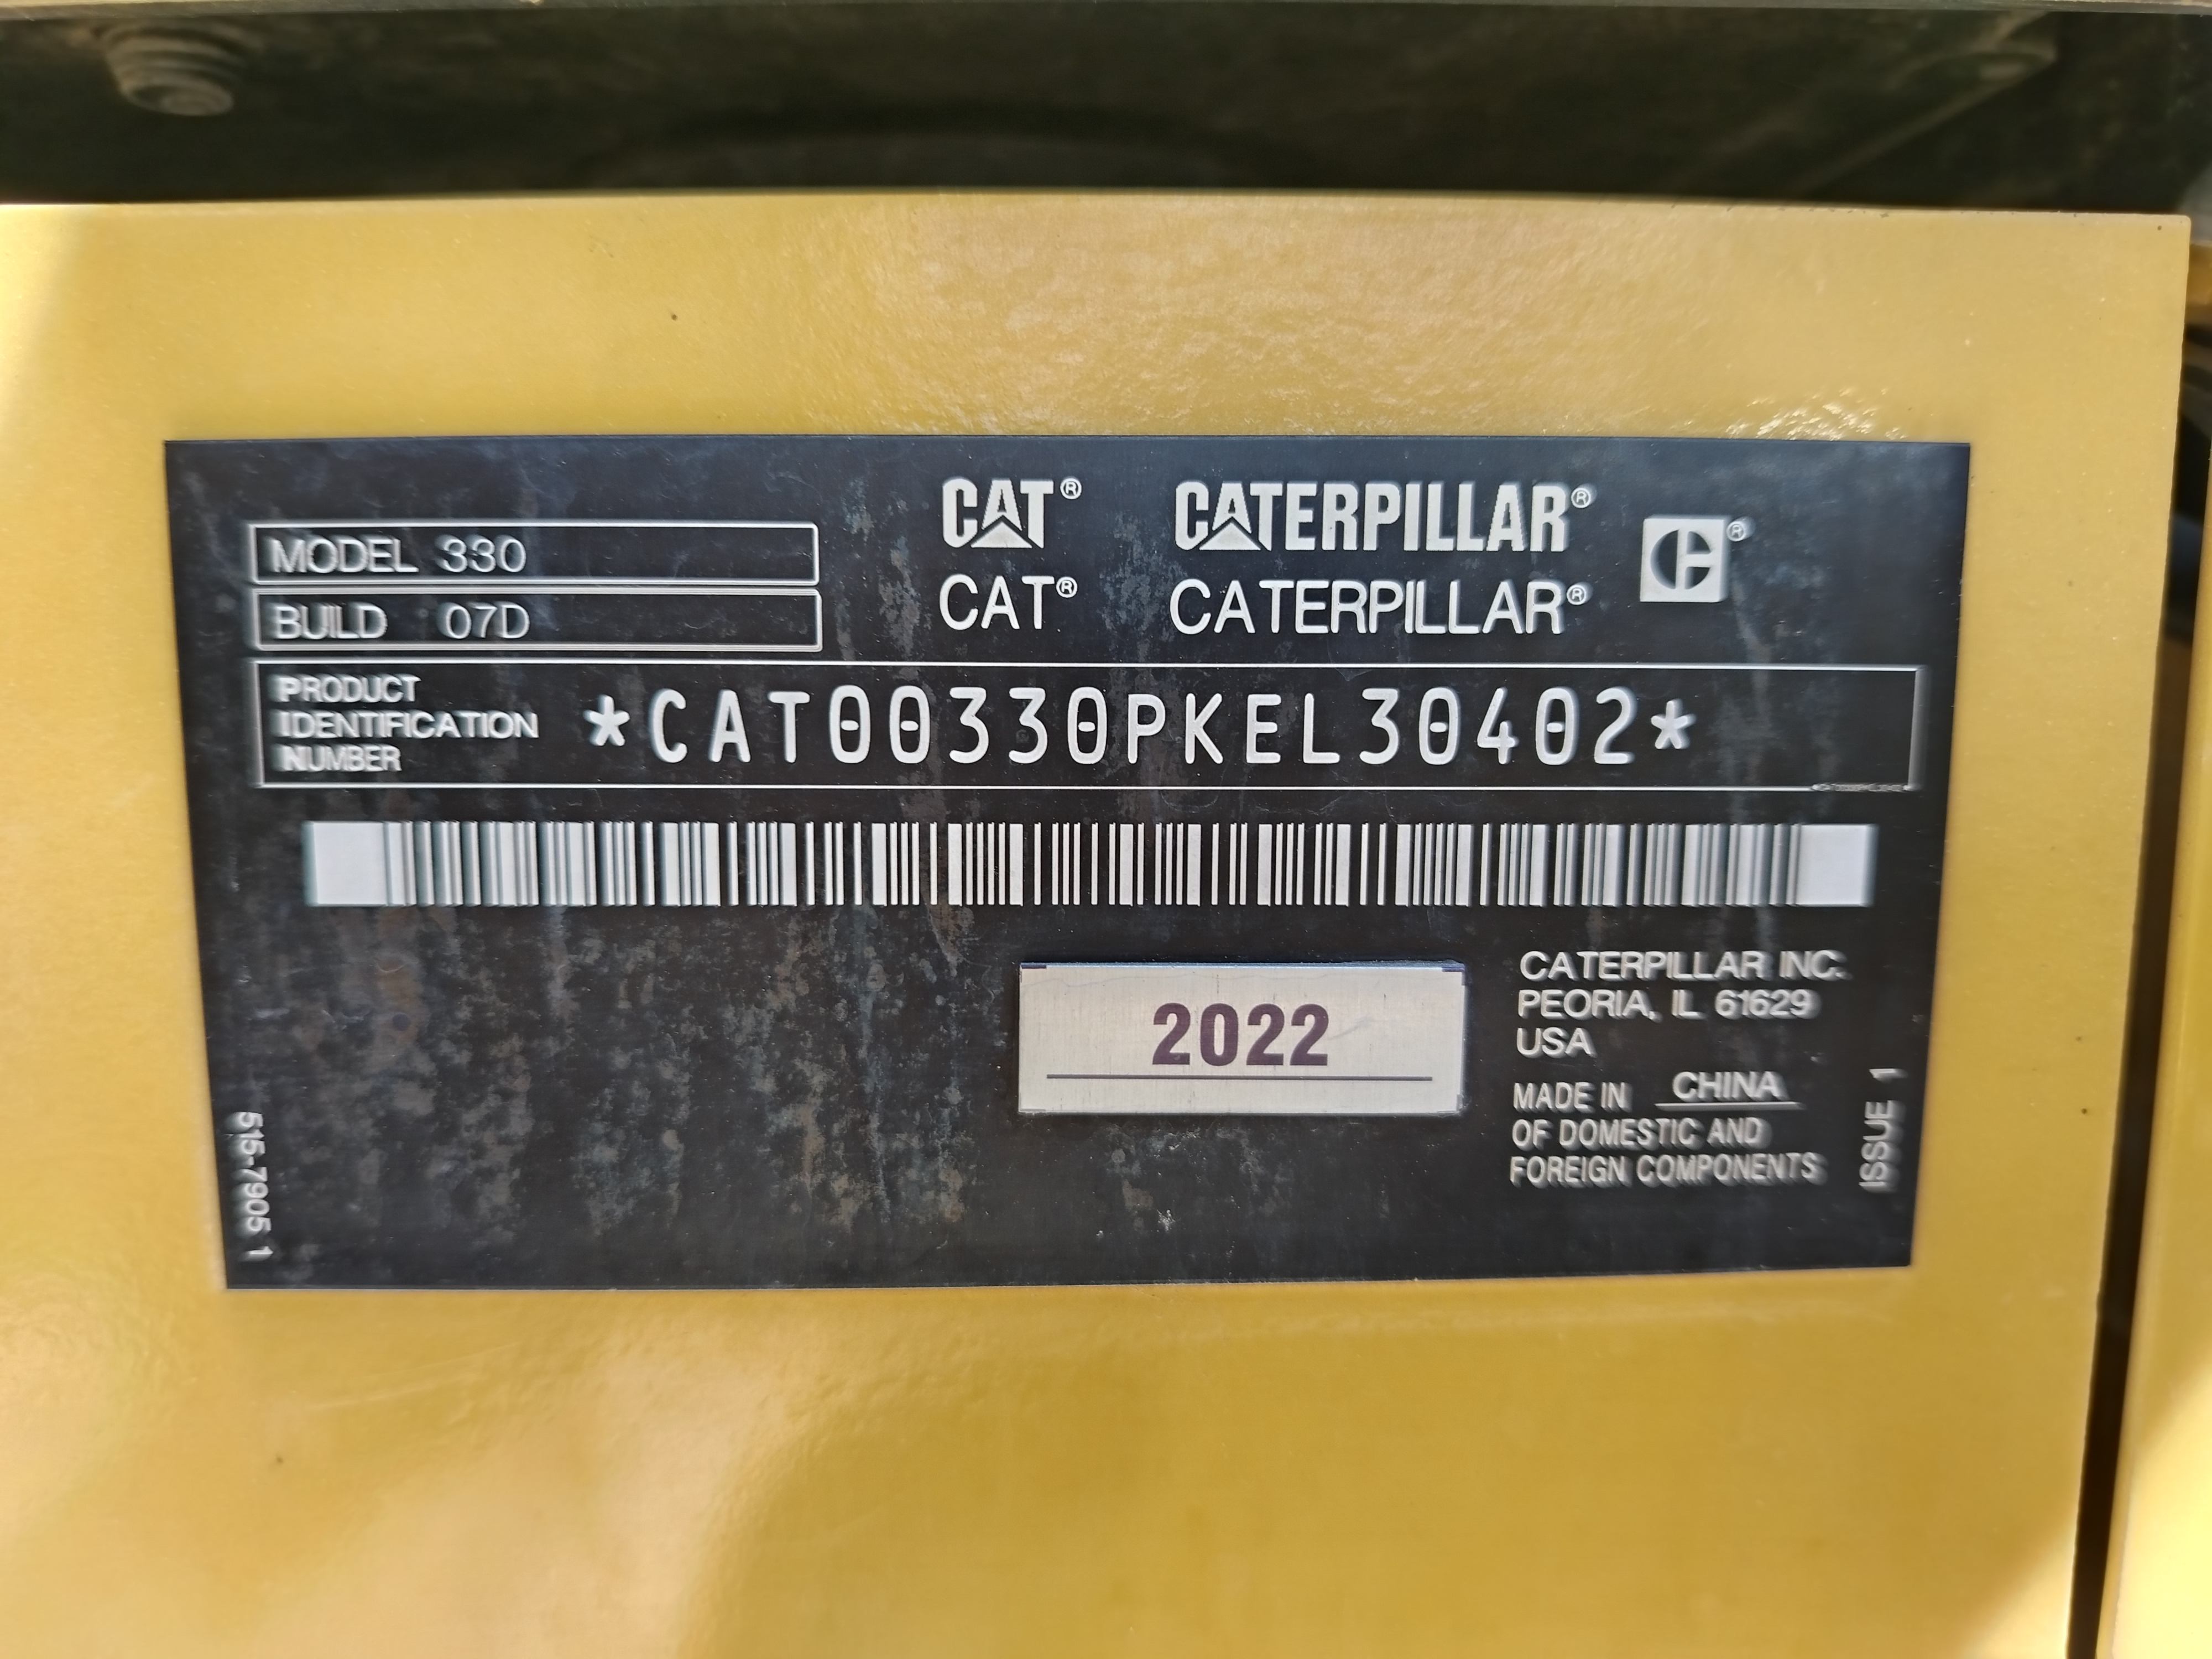 CAT® CATERPILLAR® C®
CAT® CATERPILLAR®
MODEL 330
BUILD 07D
PRODUCT
IDENTIFICATION
NUMBER
*CAT00330PKEL30402*
2022
CATERPILLAR INC.
PEORIA, IL 61629
USA
MADE IN CHINA
OF DOMESTIC AND
FOREIGN COMPONENTS
ISSUE 1
515-7905 1